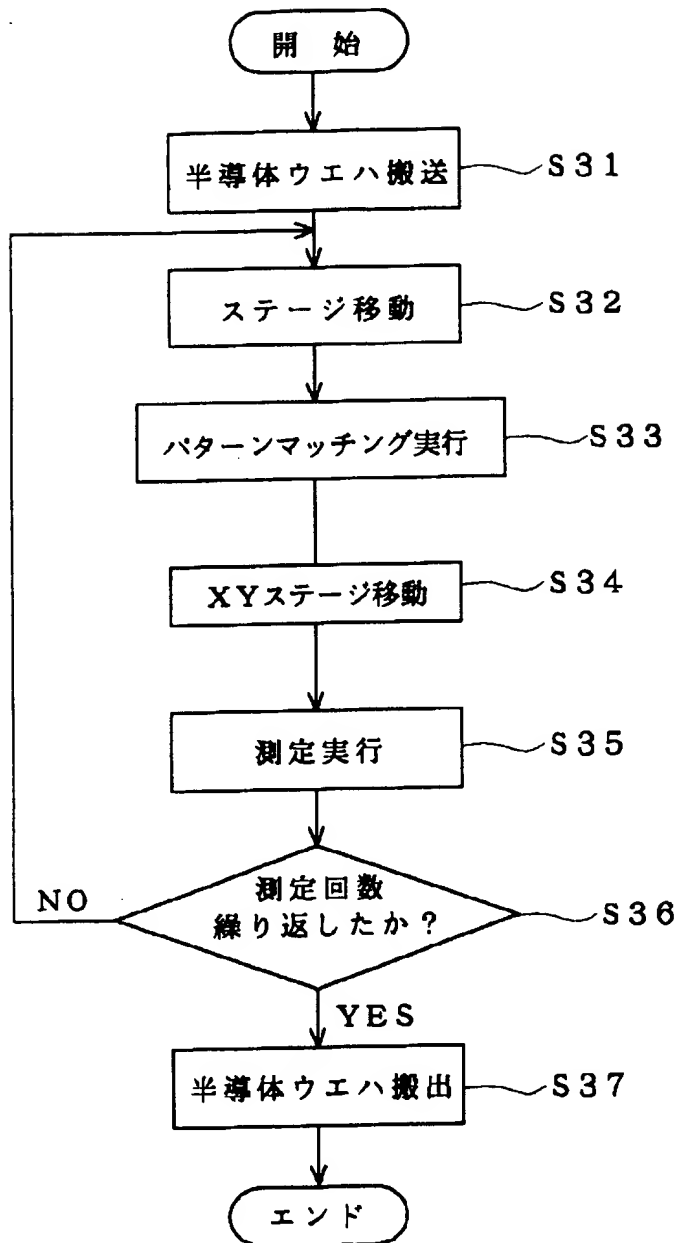 開始
半導体ウエハ搬送
S31
ステージ移動
S32
パターンマッチング実行
S33
XYステージ移動
S34
測定実行
S35
測定回数
繰り返したか?
S36
NO
YES
半導体ウエハ搬出
S37
エンド